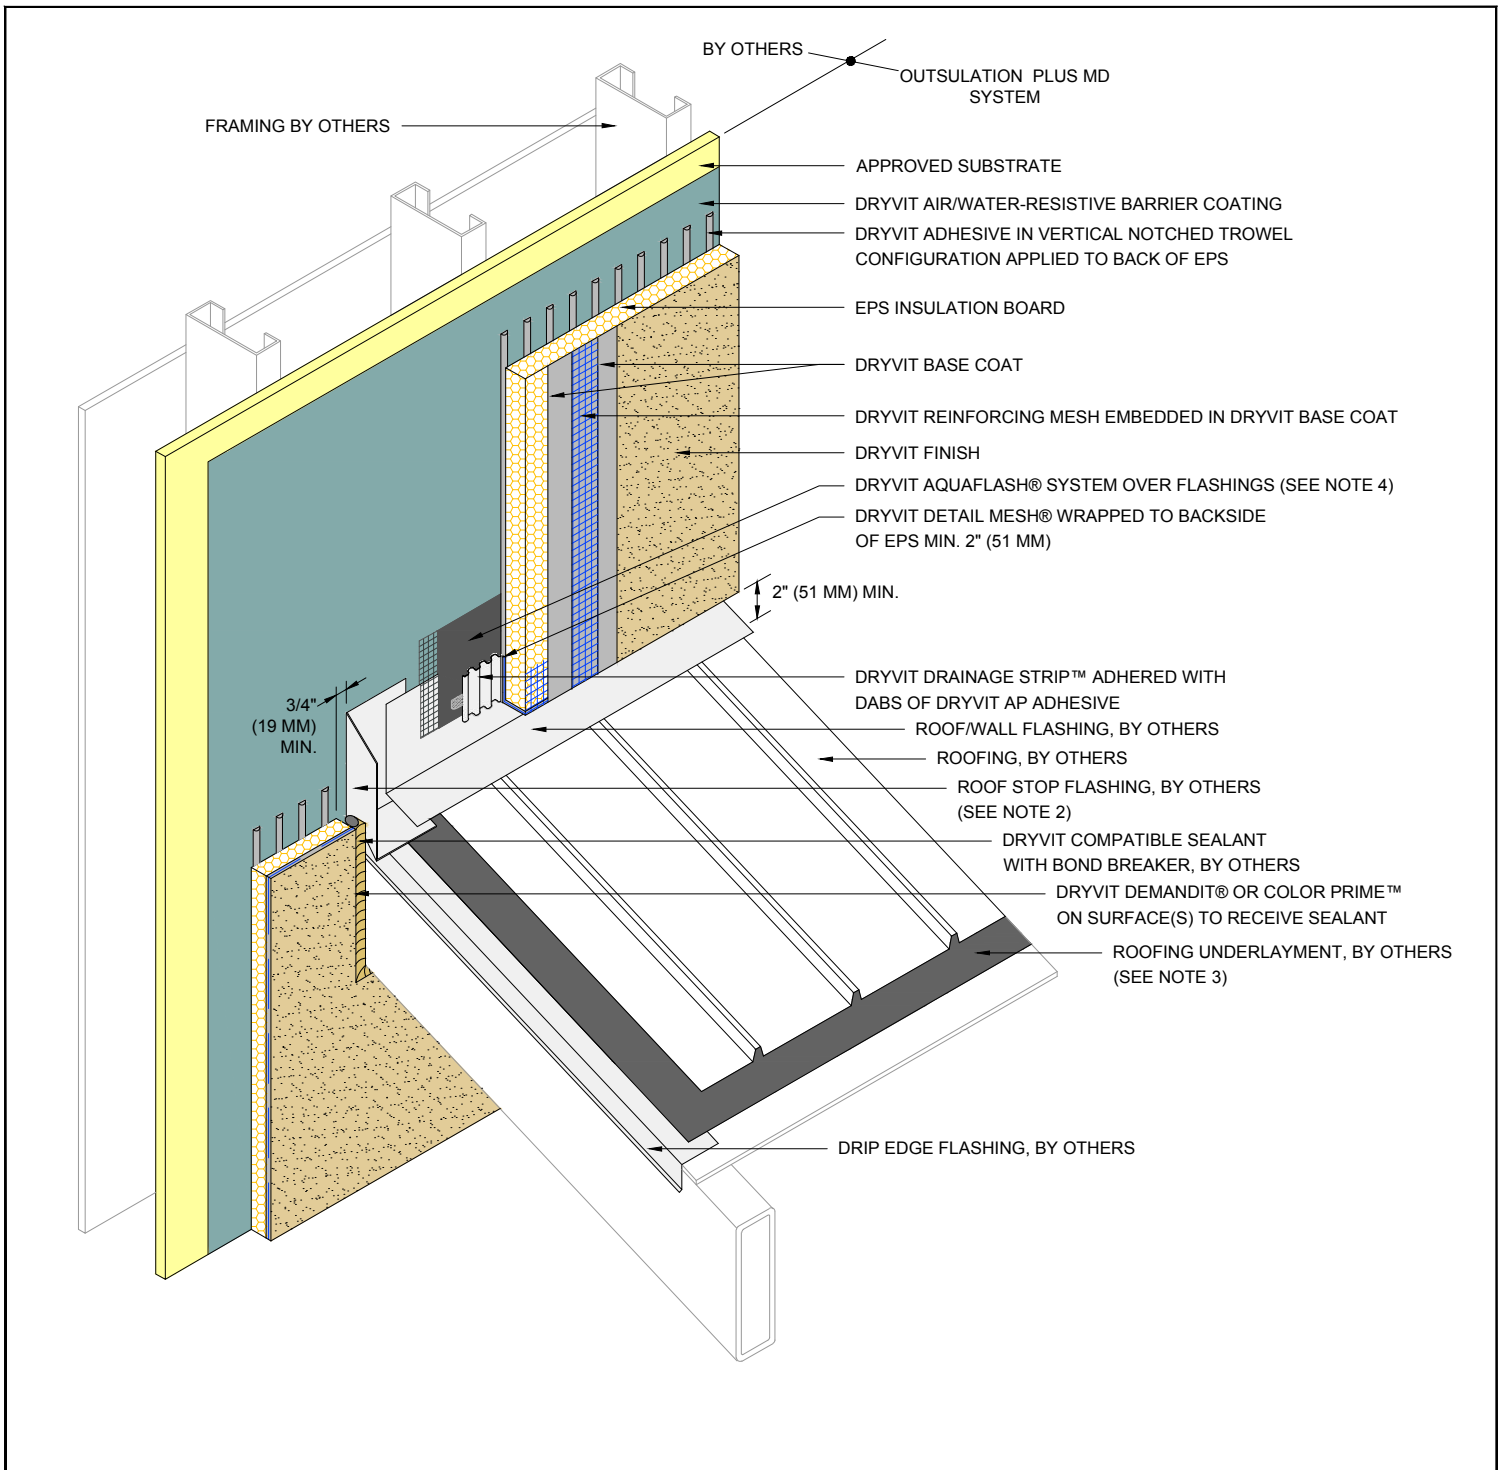 BY OTHERS
OUTSULATION PLUS MD
SYSTEM
FRAMING BY OTHERS
APPROVED SUBSTRATE
DRYVIT AIR/WATER-RESISTIVE BARRIER COATING
DRYVIT ADHESIVE IN VERTICAL NOTCHED TROWEL
CONFIGURATION APPLIED TO BACK OF EPS
EPS INSULATION BOARD
DRYVIT BASE COAT
DRYVIT REINFORCING MESH EMBEDDED IN DRYVIT BASE COAT
DRYVIT FINISH
DRYVIT AQUAFLASH® SYSTEM OVER FLASHINGS (SEE NOTE 4)
DRYVIT DETAIL MESH® WRAPPED TO BACKSIDE
OF EPS MIN. 2" (51 MM)
2" (51 MM) MIN.
DRYVIT DRAINAGE STRIP™ ADHERED WITH
DABS OF DRYVIT AP ADHESIVE
3/4"
(19 MM)
MIN.
ROOF/WALL FLASHING, BY OTHERS
ROOFING, BY OTHERS
ROOF STOP FLASHING, BY OTHERS
(SEE NOTE 2)
DRYVIT COMPATIBLE SEALANT
WITH BOND BREAKER, BY OTHERS
DRYVIT DEMANDIT® OR COLOR PRIME™
ON SURFACE(S) TO RECEIVE SEALANT
ROOFING UNDERLAYMENT, BY OTHERS
(SEE NOTE 3)
DRIP EDGE FLASHING, BY OTHERS